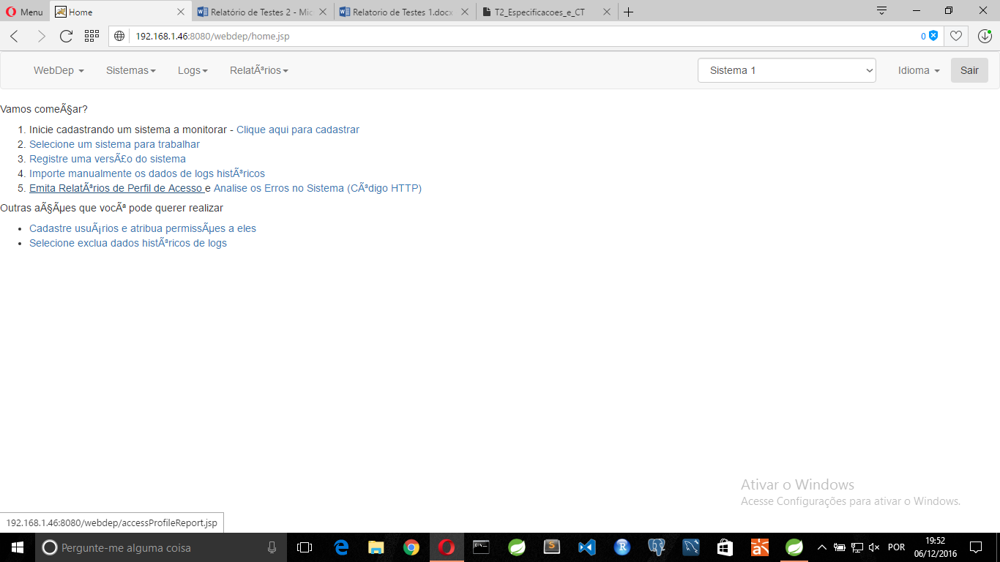 Menu Home Relatório de Testes 2 - Mic Relatorio de Testes 1.docx T2_Especificacoes_e_CT
192.168.1.46:8080/webdep/home.jsp 0
WebDep Sistemas Logs RelatÃ³rios Sistema 1 Idioma Sair
Vamos comeÃ§ar?
1. Inicie cadastrando um sistema a monitorar - Clique aqui para cadastrar
2. Selecione um sistema para trabalhar
3. Registre uma versÃ£o do sistema
4. Importe manualmente os dados de logs histÃ³ricos
5. Emita RelatÃ³rios de Perfil de Acesso e Analise os Erros no Sistema (CÃ³digo HTTP)
Outras aÃ§Ãµes que vocÃª pode querer realizar
• Cadastre usuÃ¡rios e atribua permissÃµes a eles
• Selecione exclua dados histÃ³ricos de logs
Ativar o Windows
Acesse Configurações para ativar o Windows.
192.168.1.46:8080/webdep/accessProfileReport.jsp
Pergunte-me alguma coisa POR 19:52
06/12/2016